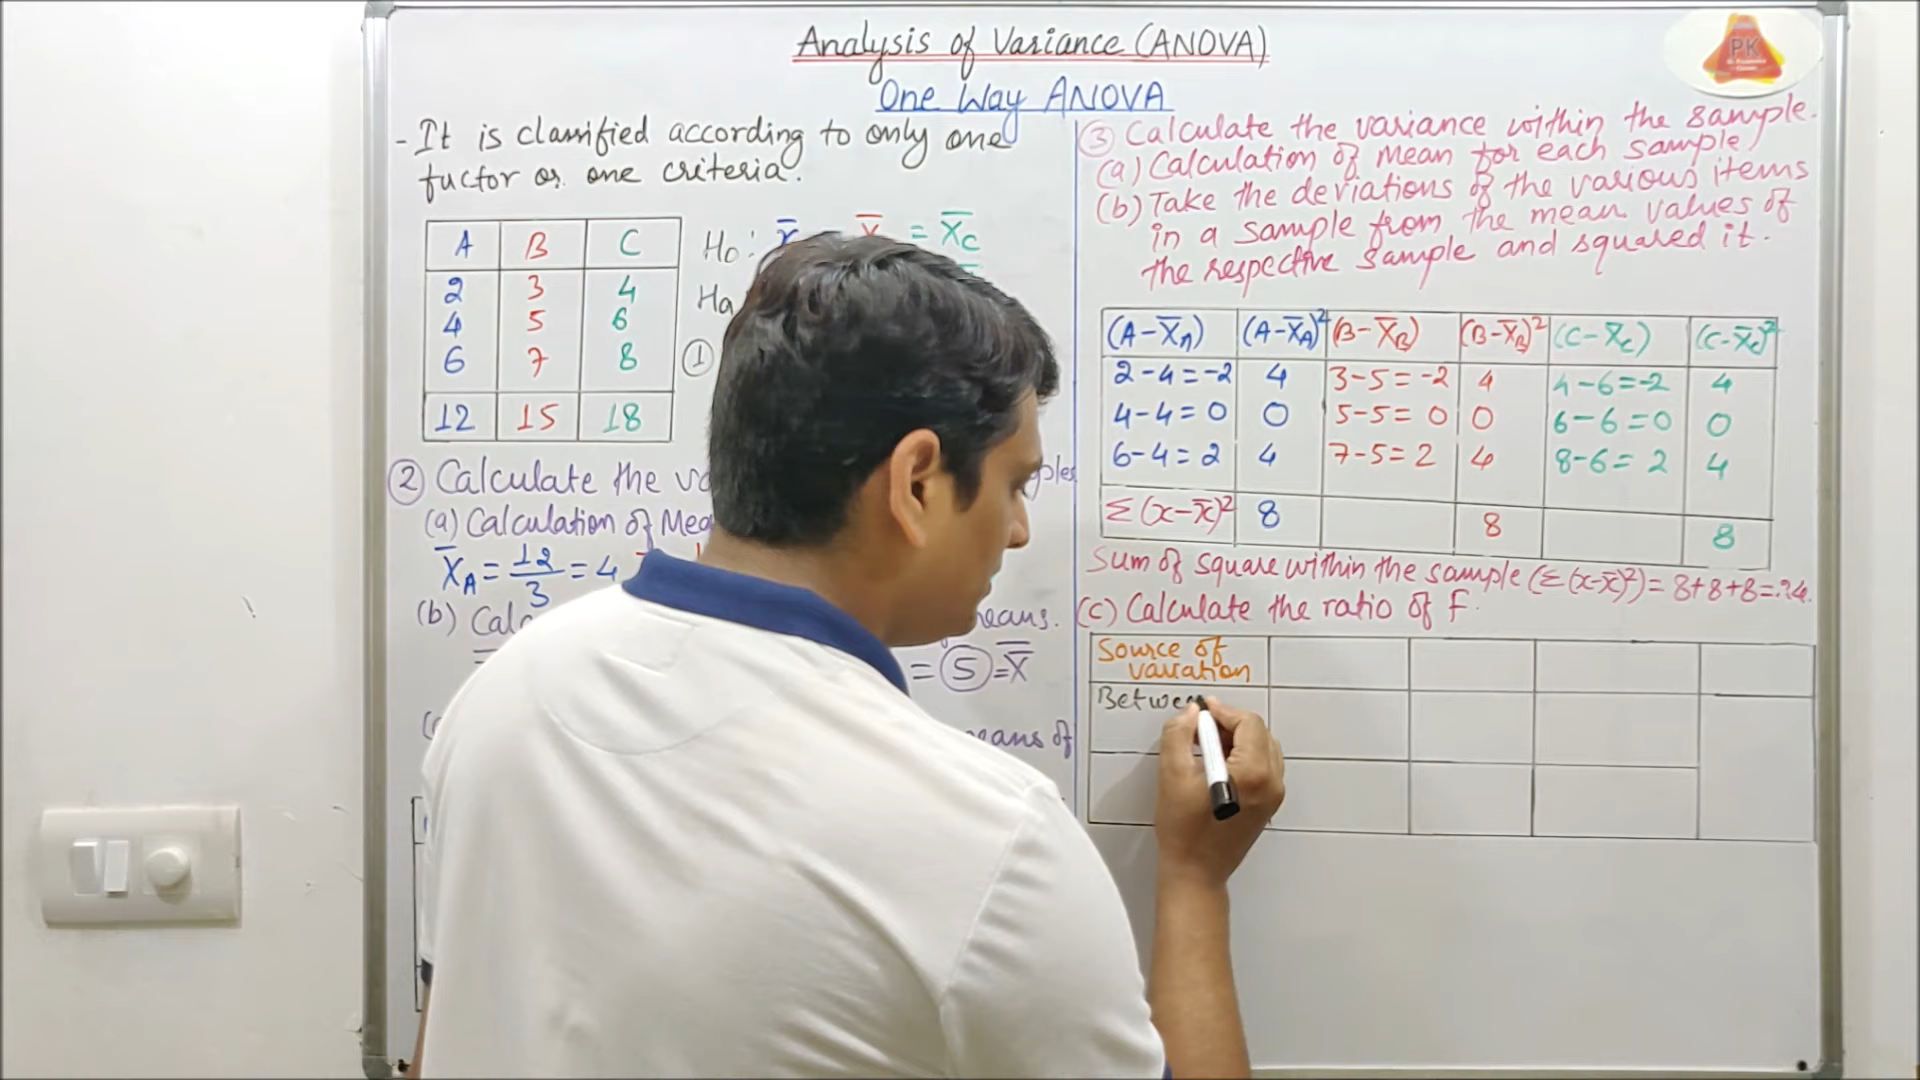 Analysis of Variance (ANOVA)
One Way ANOVA
PK
- It is classified according to only one
factor or one criteria.
A B C
2 3 4
4 5 6
6 7 8
12 15 18
Ho: = X̄C
Ha
①
② Calculate the
(a) Calculation of
X̄A = 12/3 = 4
(b)
means.
= ⑤ = X̿
means of
③ Calculate the variance within the sample.
(a) Calculation of Mean for each sample
(b) Take the deviations of the various items
in a sample from the mean values of
the respective sample and squared it.
(A-X̄A) (A-X̄A)² (B-X̄B) (B-X̄B)² (C-X̄C) (C-X̄C)²
2-4=-2 4 3-5=-2 4 4-6=-2 4
4-4=0 0 5-5=0 0 6-6=0 0
6-4=2 4 7-5=2 4 8-6=2 4
Σ(x-x̄)² 8 8 8
Sum of square within the sample (Σ(x-x̄)²) = 8+8+8=24.
(c) Calculate the ratio of F.
Source of
variation
Betwee